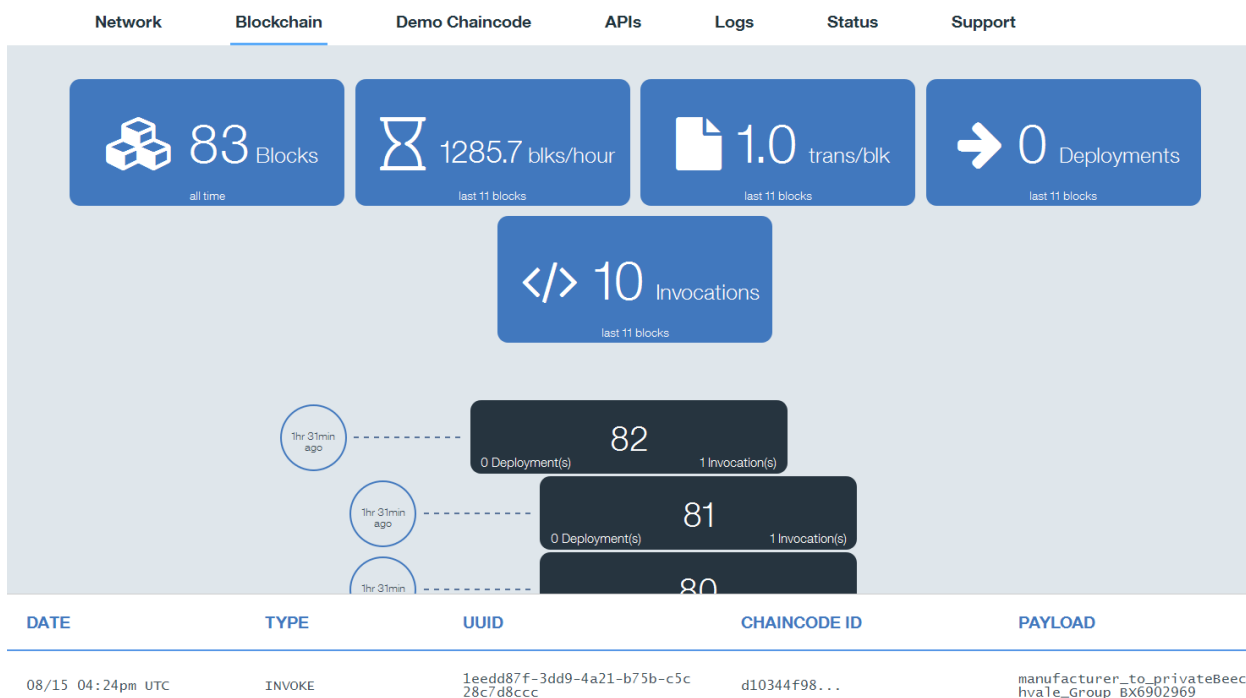 Network Blockchain Demo Chaincode APIs Logs Status Support
83 Blocks
all time
1285.7 blks/hour
last 11 blocks
1.0 trans/blk
last 11 blocks
0 Deployments
last 11 blocks
</> 10 Invocations
last 11 blocks
1hr 31min
ago
82
0 Deployment(s) 1 Invocation(s)
1hr 31min
ago
81
0 Deployment(s) 1 Invocation(s)
1hr 31min
80
DATE TYPE UUID CHAINCODE ID PAYLOAD
08/15 04:24pm UTC INVOKE 1eedd87f-3dd9-4a21-b75b-c5c d10344f98... manufacturer_to_privateBeec
28c7d8ccc hvale_Group BX6902969